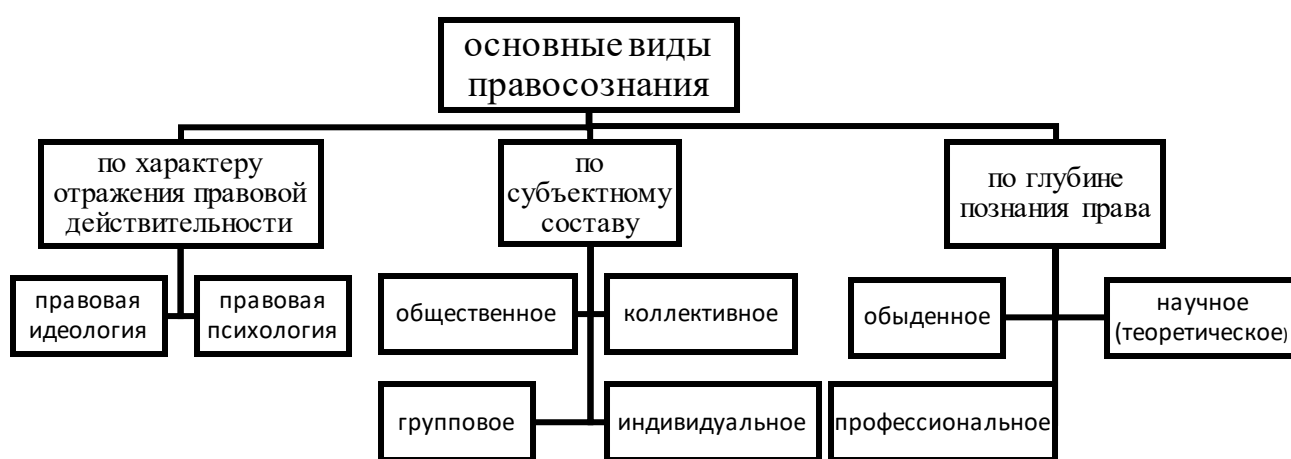 основные виды
правосознания
по характеру
отражения правовой
действительности
по
субъектному
составу
по глубине
познания права
правовая
идеология
правовая
психология
общественное
коллективное
обыденное
научное
(теоретическое)
групповое
индивидуальное
профессиональное